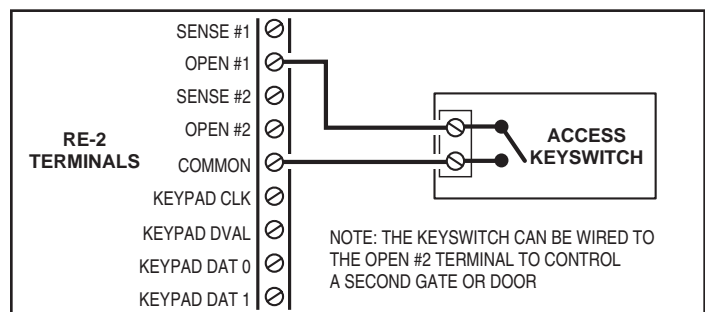 SENSE #1
OPEN #1
SENSE #2
OPEN #2
COMMON
KEYPAD CLK
KEYPAD DVAL
KEYPAD DAT 0
KEYPAD DAT 1
RE-2
TERMINALS
ACCESS
KEYSWITCH
NOTE: THE KEYSWITCH CAN BE WIRED TO
THE OPEN #2 TERMINAL TO CONTROL
A SECOND GATE OR DOOR